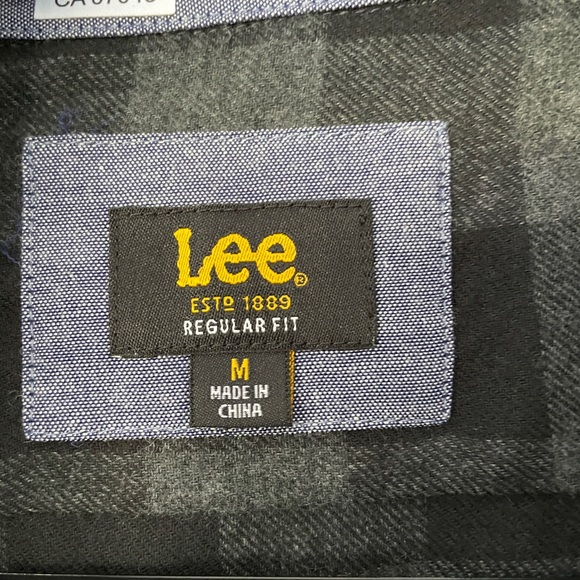 Lee®
ESTD 1889
REGULAR FIT
M
MADE IN
CHINA